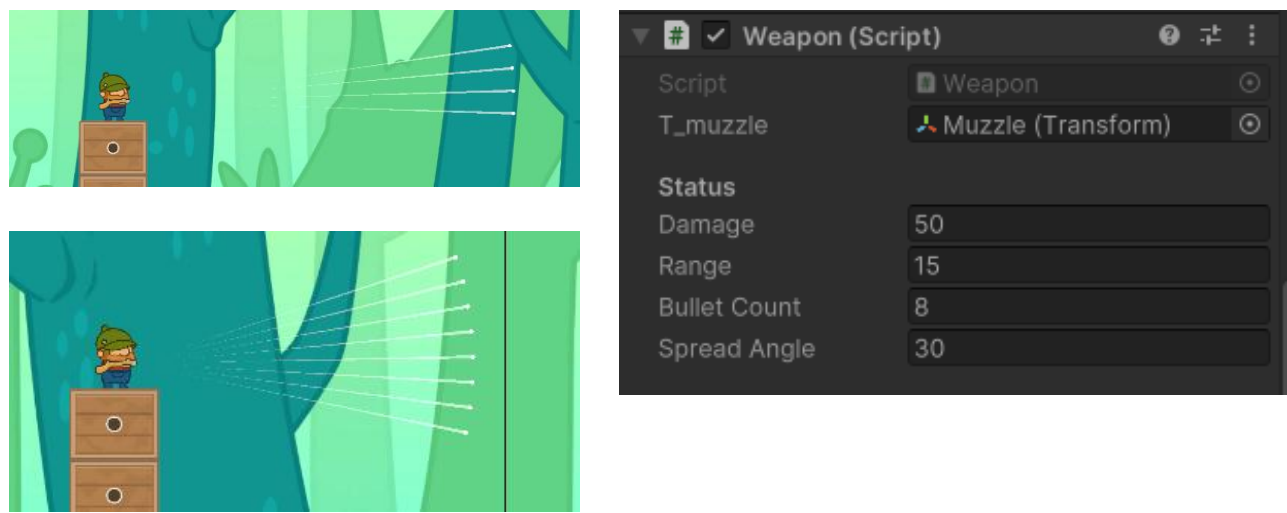 # Weapon (Script)
Script # Weapon
T_muzzle Muzzle (Transform)
Status
Damage 50
Range 15
Bullet Count 8
Spread Angle 30